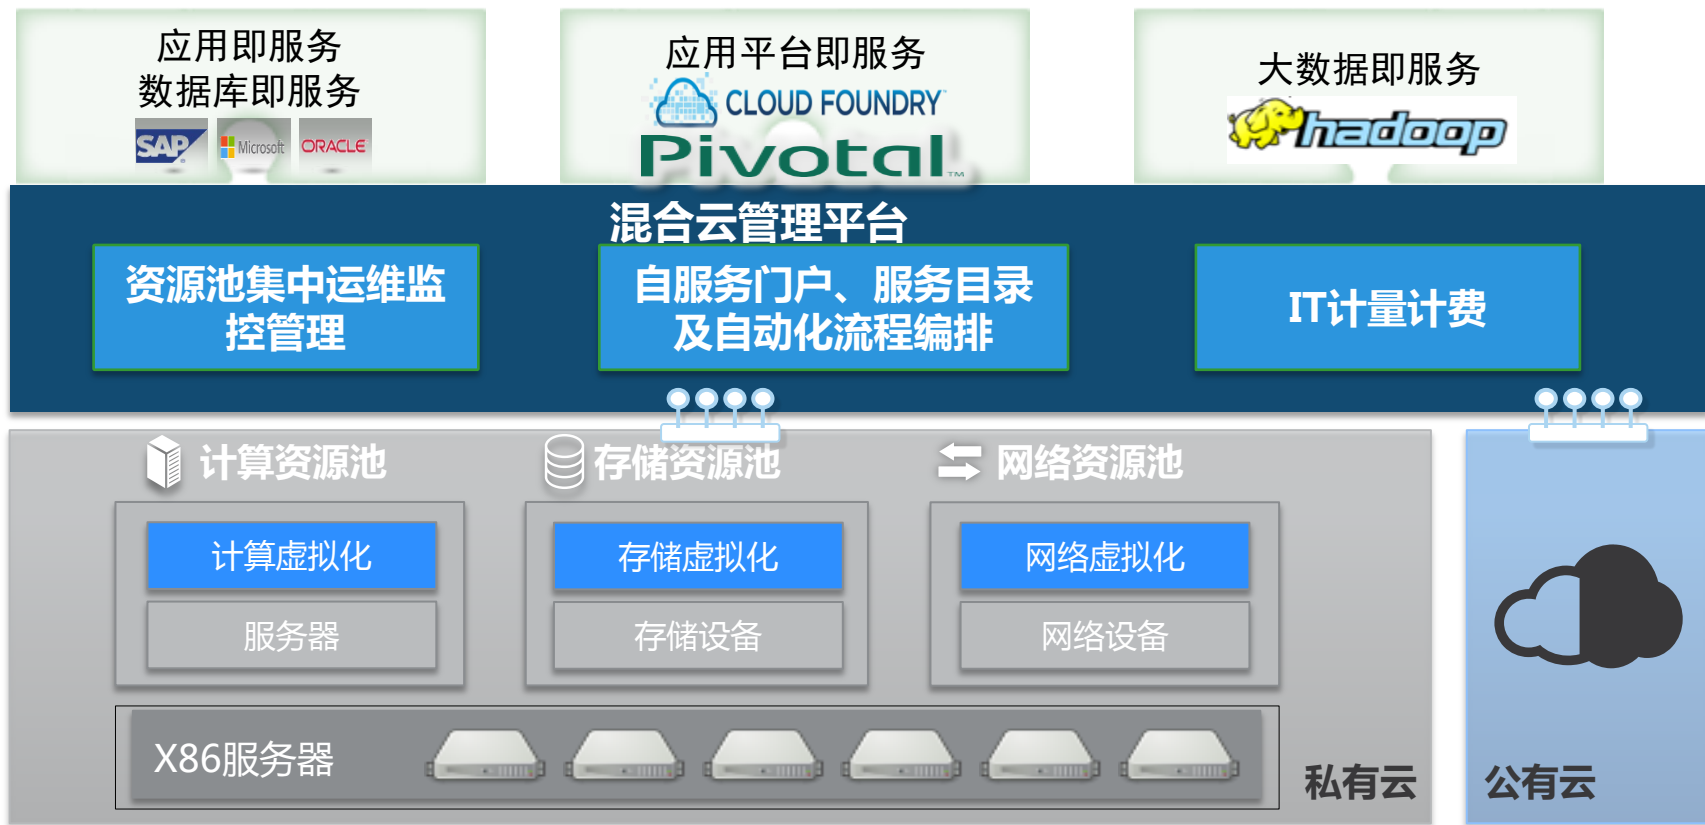 应用即服务
数据库即服务
SAP
Microsoft
ORACLE
应用平台即服务
CLOUD FOUNDRY™
Pivotal™
大数据即服务
hadoop
混合云管理平台
资源池集中运维监
控管理
自服务门户、服务目录
及自动化流程编排
IT计量计费
计算资源池
存储资源池
网络资源池
计算虚拟化
服务器
存储虚拟化
存储设备
网络虚拟化
网络设备
X86服务器
私有云
公有云